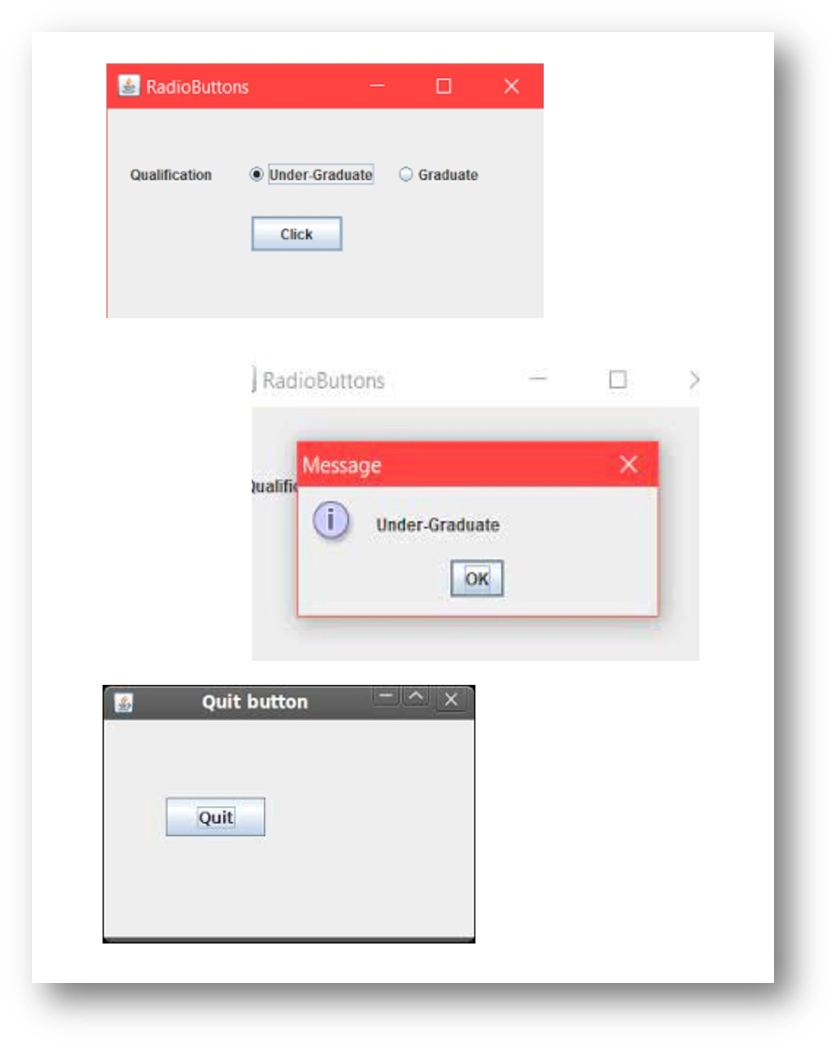 RadioButtons
Qualification Under-Graduate Graduate
Click
RadioButtons
Message
Under-Graduate
OK
Quit button
Quit